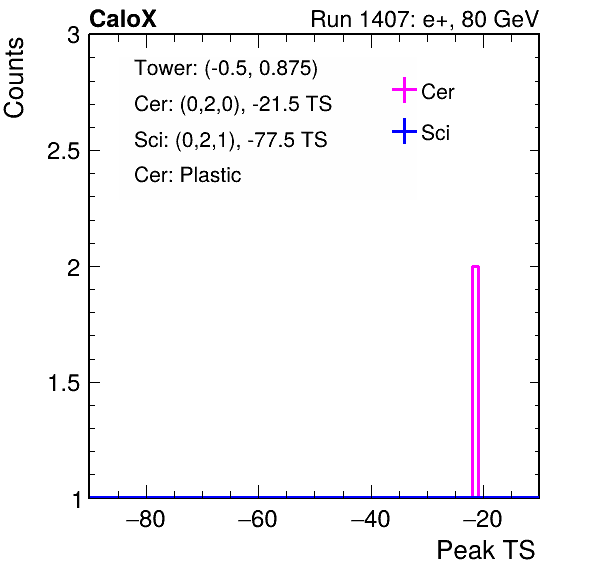 CaloX
Run 1407: e+, 80 GeV
Counts
3
2.5
2
1.5
1
Tower: (-0.5, 0.875)
Cer: (0,2,0), -21.5 TS
Sci: (0,2,1), -77.5 TS
Cer: Plastic
Cer
Sci
−80
−60
−40
−20
Peak TS